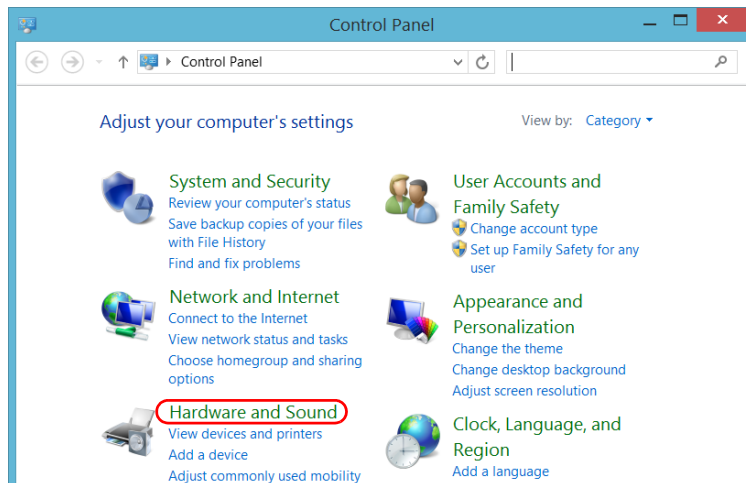 Control Panel
Control Panel
Adjust your computer's settings
View by: Category
System and Security
Review your computer's status
Save backup copies of your files
with File History
Find and fix problems
Network and Internet
Connect to the Internet
View network status and tasks
Choose homegroup and sharing
options
Hardware and Sound
View devices and printers
Add a device
Adjust commonly used mobility
User Accounts and
Family Safety
Change account type
Set up Family Safety for any
user
Appearance and
Personalization
Change the theme
Change desktop background
Adjust screen resolution
Clock, Language, and
Region
Add a language